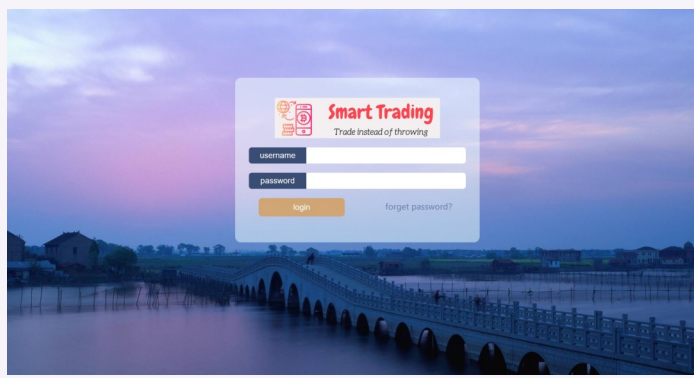 Smart Trading
Trade instead of throwing
username
password
login
forget password?